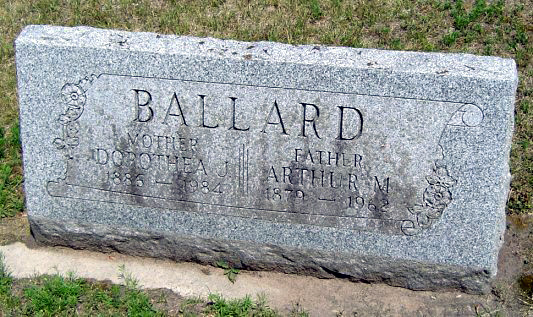 BALLARD
MOTHER
DOROTHEA J.
1886 — 1984
FATHER
ARTHUR M.
1879 — 1962